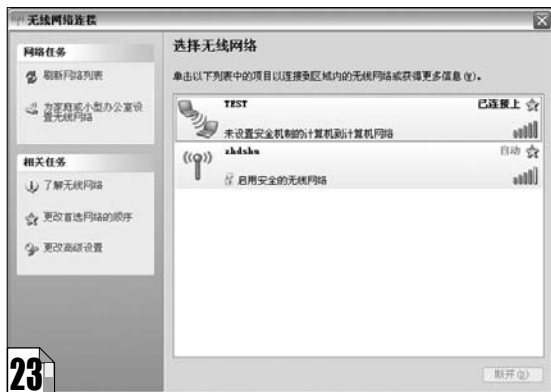 无线网络连接
网络任务
刷新网络列表
为家庭或小型办公室设
置无线网络
相关任务
了解无线网络
更改首选网络的顺序
更改高级设置
选择无线网络
单击以下列表中的项目以连接到区域内的无线网络或获得更多信息(W)。
TEST
已连接上
未设置安全机制的计算机到计算机网络
zhdshu
自动
启用安全的无线网络
断开(D)
23